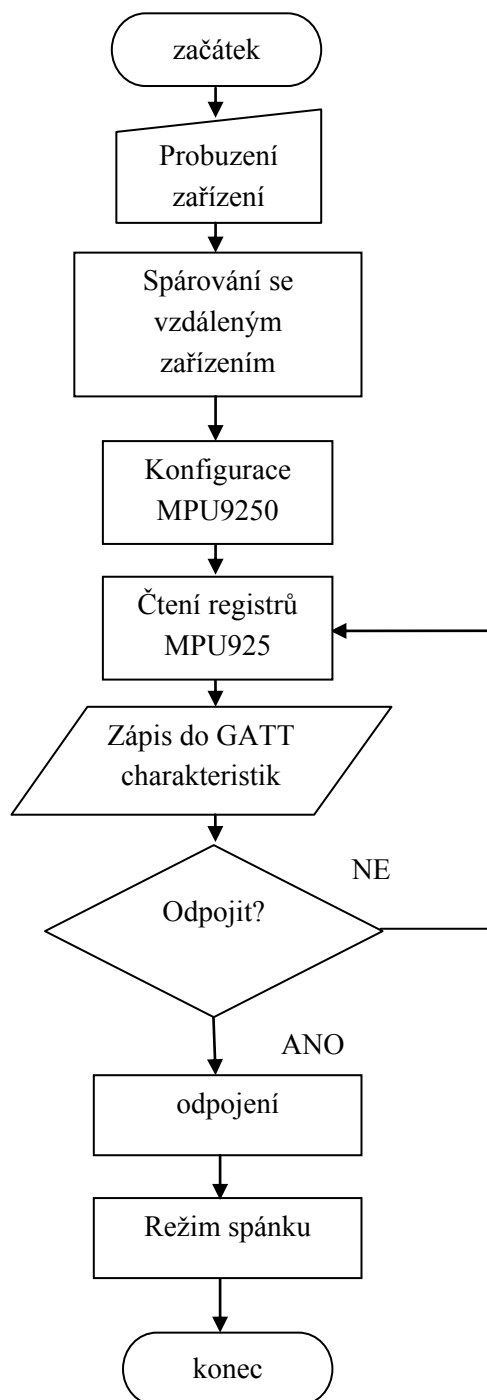 začátek
Probuzení
zařízení
Spárování se
vzdáleným
zařízením
Konfigurace
MPU9250
Čtení registrů
MPU925
Zápis do GATT
charakteristik
NE
Odpojit?
ANO
odpojení
Režim spánku
konec